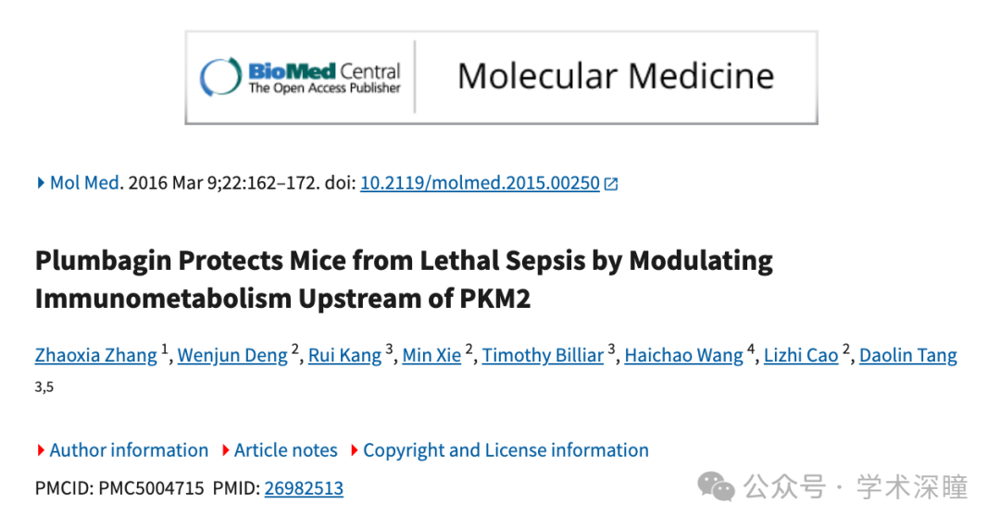 BioMed Central
The Open Access Publisher
Molecular Medicine
Mol Med. 2016 Mar 9;22:162–172. doi: 10.2119/molmed.2015.00250
Plumbagin Protects Mice from Lethal Sepsis by Modulating
Immunometabolism Upstream of PKM2
Zhaoxia Zhang 1, Wenjun Deng 2, Rui Kang 3, Min Xie 2, Timothy Billiar 3, Haichao Wang 4, Lizhi Cao 2, Daolin Tang
3,5
Author information Article notes Copyright and License information
PMCID: PMC5004715 PMID: 26982513
公众号 · 学术深瞳